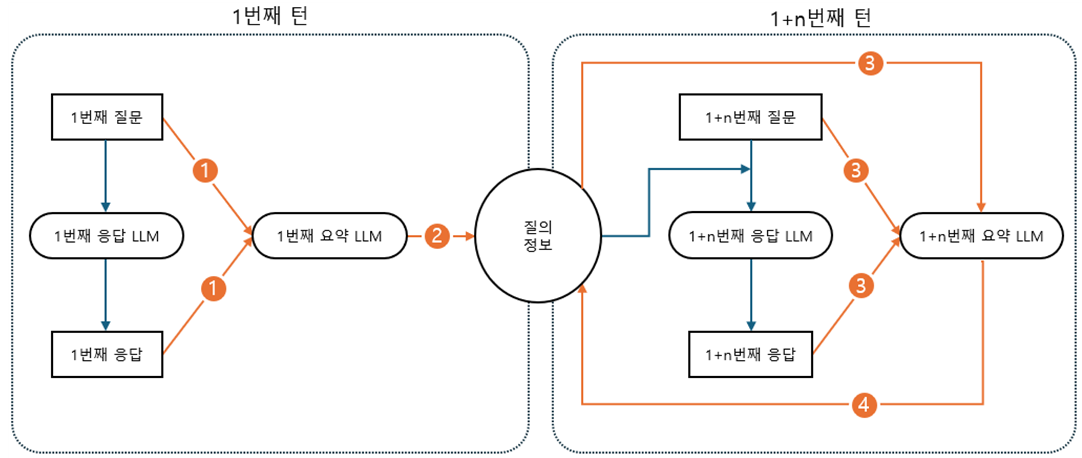 1번째 턴
1번째 질문
1
1번째 응답 LLM
1번째 요약 LLM
2
1
1번째 응답
질의
정보
1+n번째 턴
3
1+n번째 질문
3
1+n번째 응답 LLM
1+n번째 요약 LLM
3
1+n번째 응답
4